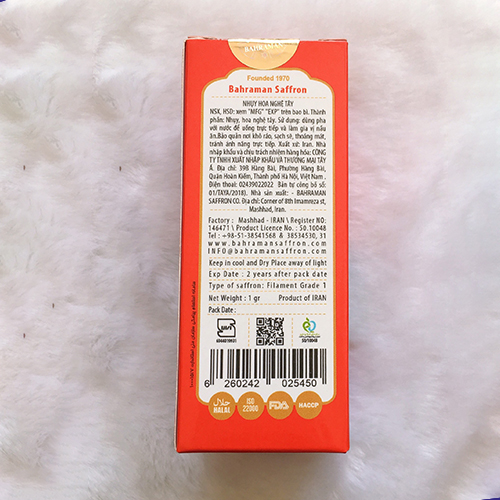 BAHRAMAN
Founded 1970
Bahraman Saffron
NHỤY HOA NGHỆ TÂY
NSX, HSD: xem "MFG" "EXP" trên bao bì. Thành
phần: Nhụy, hoa nghệ tây. Sử dụng: dùng pha
với nước để uống trực tiếp và làm gia vị nấu
ăn.Bảo quản nơi khô ráo, sạch sẽ, thoáng mát,
tránh ánh nắng trực tiếp. Xuất xứ: Iran. Nhà
nhập khẩu và chịu trách nhiệm hàng hóa: CÔNG
TY TNHH XUẤT NHẬP KHẨU VÀ THƯƠNG MẠI TÂY
Á. Địa chỉ: 39B Hàng Bài, Phường Hàng Bài,
Quận Hoàn Kiếm, Thành phố Hà Nội, Việt Nam .
Điện thoại: 02439022022 Bản tự công bố số:
01/TAYA/2018). Nhà sản xuất: - BAHRAMAN
SAFFRON CO. Địa chỉ: Corner of 8th Imamreza st,
Mashhad, Iran.
Factory : Mashhad - IRAN \ Register NO:
146471 \ Product Licence No. : 50.10048
Tel : +98-51-38541568 & 38534530, 31
www.bahramansaffron.com
INFO@bahramansaffron.com
Keep in cool and Dry Place away of light
Exp Date : 2 years after pack date
Type of saffron: Filament Grade 1
Net Weight : 1 gr Product of IRAN
Pack Date :
50/10048
6 260242 025450
حلال HALAL
ISO 22000
FDA
HACCP